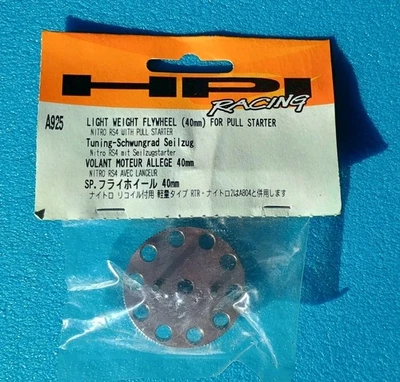 HPI
RACING
A925
LIGHT WEIGHT FLYWHEEL (40mm) FOR PULL STARTER
NITRO RS4 WITH PULL STARTER
Tuning-Schwungrad Seilzug
Nitro RS4 mit Seilzugstarter
VOLANT MOTEUR ALLEGE 40mm
NITRO RS4 AVEC LANCEUR
SP.フライホイール 40mm
ナイトロ リコイル付用 軽量タイプ RTR・ナイトロ2はA804と併用します